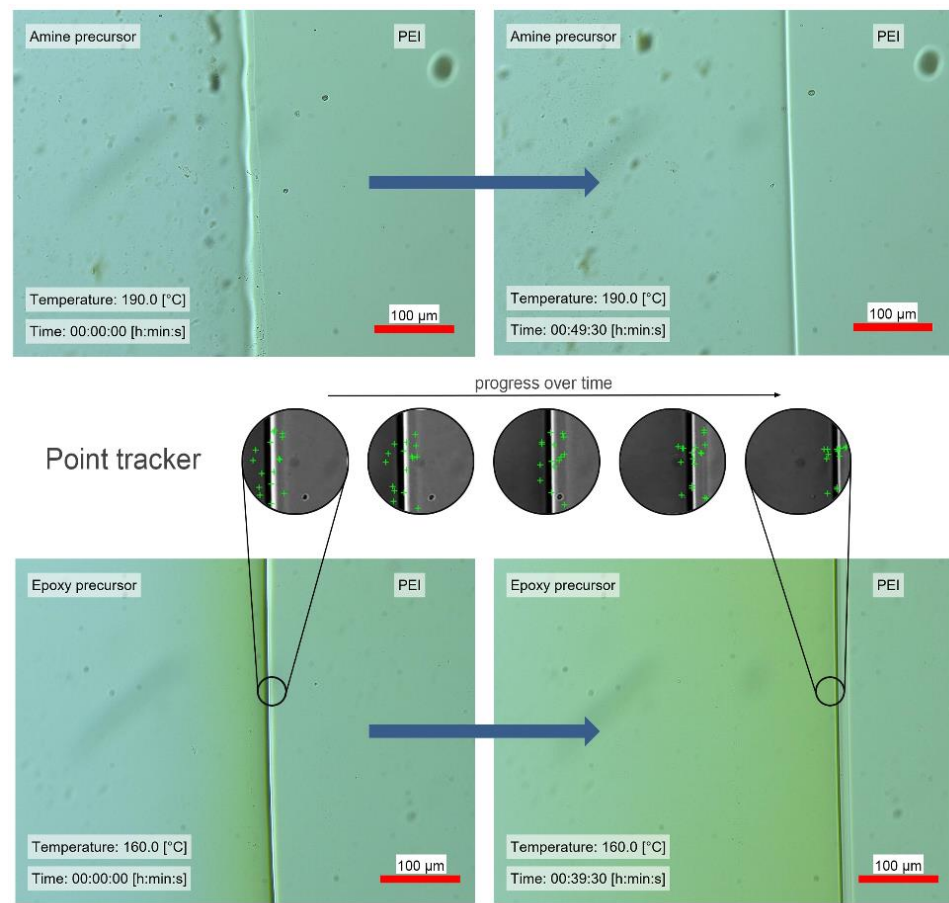 Amine precursor
PEI
Temperature: 190.0 [°C]
Time: 00:00:00 [h:min:s]
100 µm
Amine precursor
PEI
Temperature: 190.0 [°C]
Time: 00:49:30 [h:min:s]
100 µm
progress over time
Point tracker
Epoxy precursor
PEI
Temperature: 160.0 [°C]
Time: 00:00:00 [h:min:s]
100 µm
Epoxy precursor
PEI
Temperature: 160.0 [°C]
Time: 00:39:30 [h:min:s]
100 µm